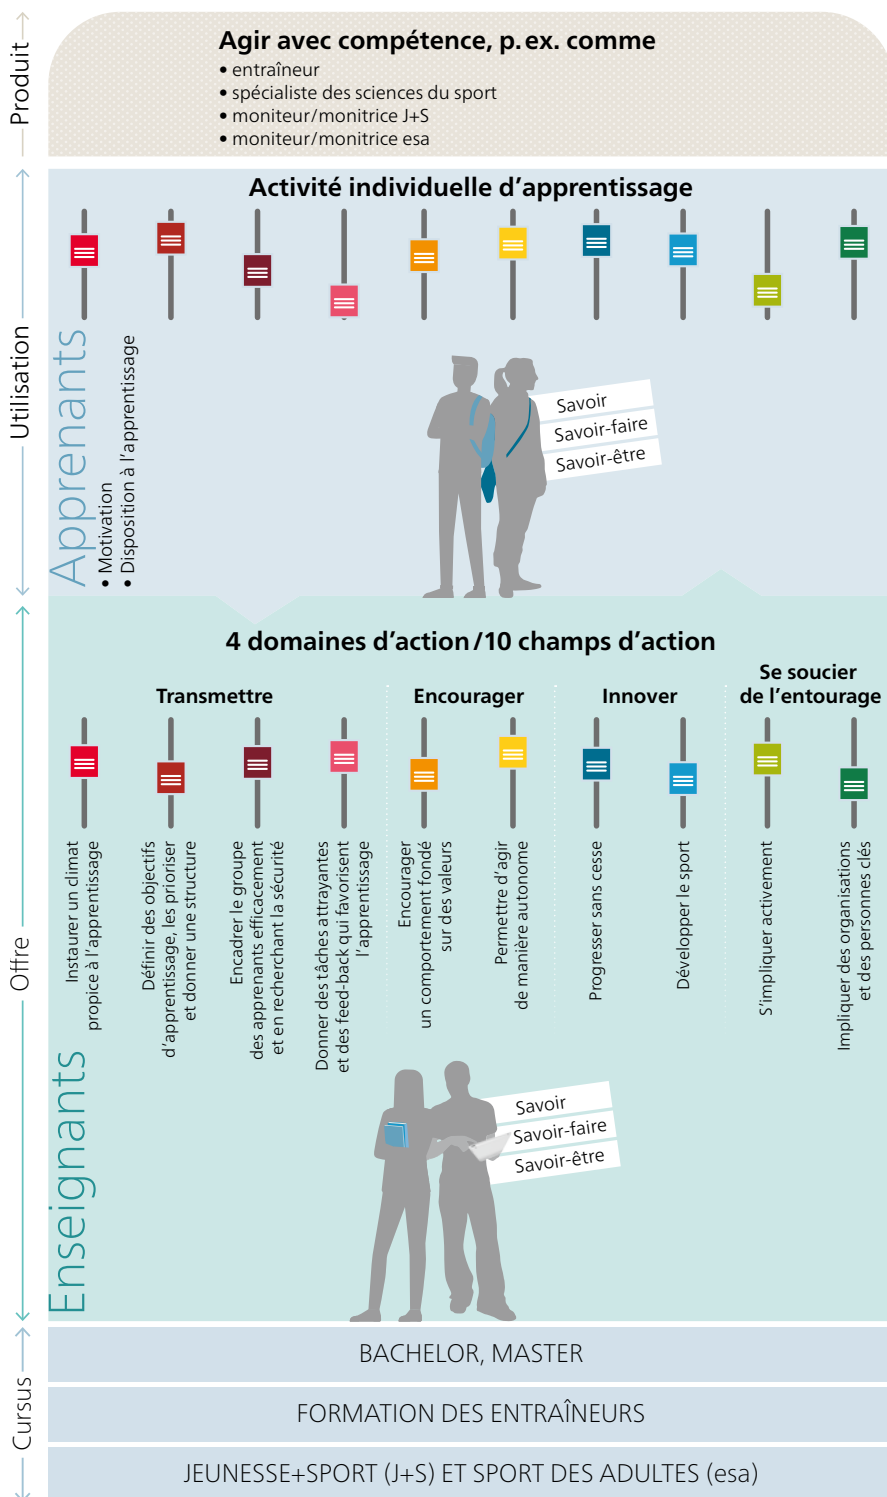 Produit
Agir avec compétence, p. ex. comme
• entraîneur
• spécialiste des sciences du sport
• moniteur/monitrice J+S
• moniteur/monitrice esa
Utilisation
Activité individuelle d'apprentissage
Apprenants
• Motivation
• Disposition à l'apprentissage
Savoir
Savoir-faire
Savoir-être
Offre
4 domaines d'action/10 champs d'action
Transmettre
Encourager
Innover
Se soucier
de l'entourage
Instaurer un climat
propice à l'apprentissage
Définir des objectifs
d'apprentissage, les prioriser
et donner une structure
Encadrer le groupe
des apprenants efficacement
et en recherchant la sécurité
Donner des tâches attrayantes
et des feed-back qui favorisent
l'apprentissage
Encourager
un comportement fondé
sur des valeurs
Permettre d'agir
de manière autonome
Progresser sans cesse
Développer le sport
S'impliquer activement
Impliquer des organisations
et des personnes clés
Enseignants
Savoir
Savoir-faire
Savoir-être
Cursus
BACHELOR, MASTER
FORMATION DES ENTRAÎNEURS
JEUNESSE+SPORT (J+S) ET SPORT DES ADULTES (esa)